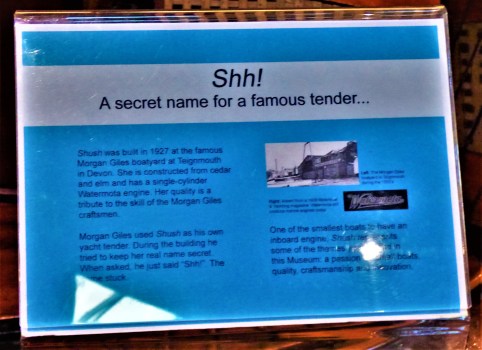 Shh!
A secret name for a famous tender...
Shush was built in 1927 at the famous
Morgan Giles boatyard at Teignmouth
in Devon. She is constructed from cedar
and elm and has a single-cylinder
Watermota engine. Her quality is a
tribute to the skill of the Morgan Giles
craftsmen.
Morgan Giles used Shush as his own
yacht tender. During the building he
tried to keep her real name secret.
When asked, he just said "Shh!". The
stuck.
Watermota
One of the smallest boats to have an
inboard engine,
some of the in
this Museum: a passion boats,
quality, craftsmanship